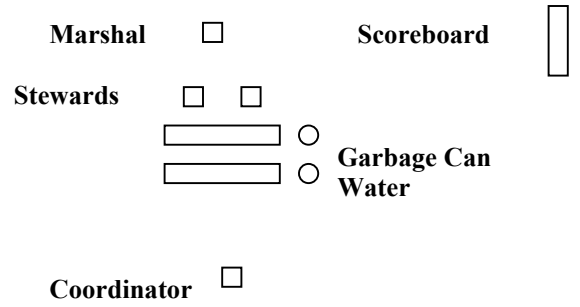 Marshal
Scoreboard
Stewards
Garbage Can
Water
Coordinator